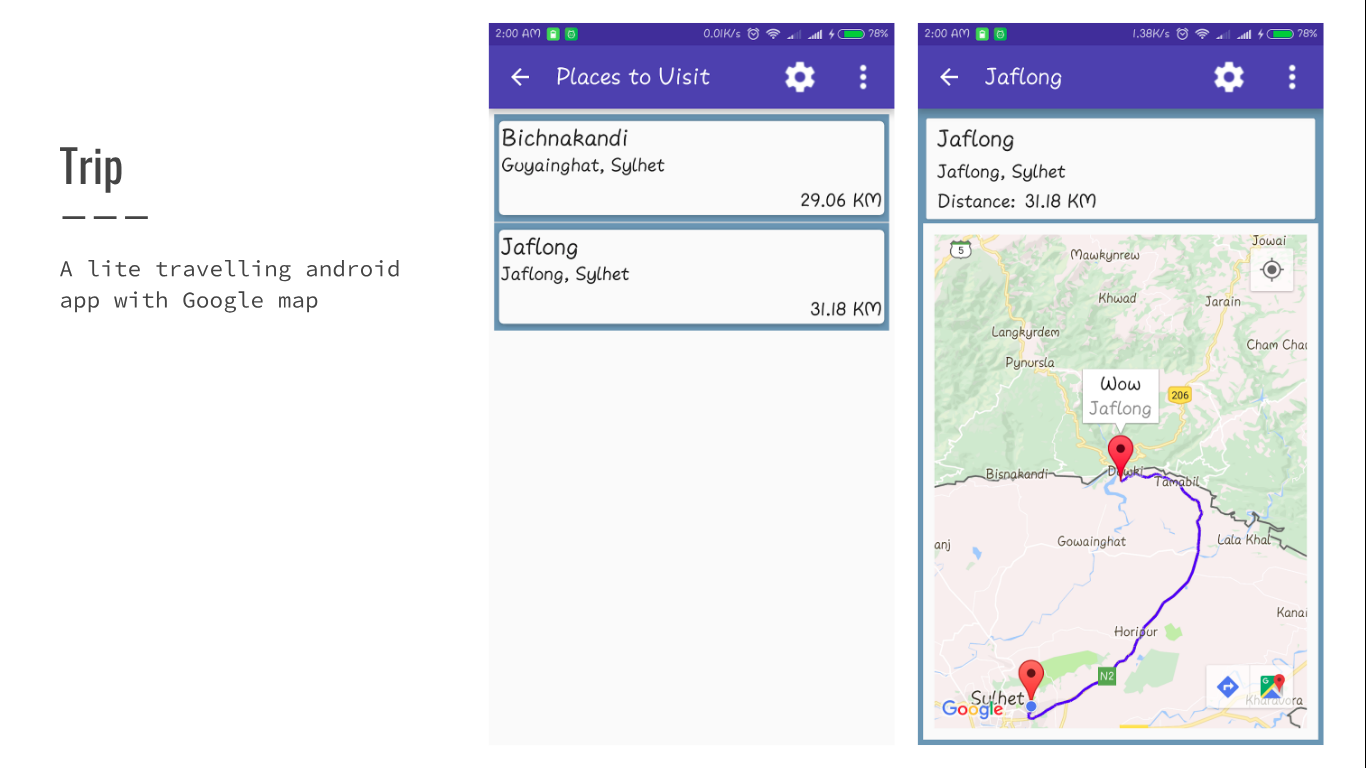 Trip
A lite travelling android
app with Google map
2:00 AM
0.01K/s
78%
Places to Visit
Bichnakandi
Guyainghat, Sylhet
29.06 KM
Jaflong
Jaflong, Sylhet
31.18 KM
2:00 AM
1.38K/s
78%
Jaflong
Jaflong
Jaflong, Sylhet
Distance: 31.18 KM
5
Jowai
Mawkynrew
Khwad
Jarain
Langkyrdem
Cham Cha
Pynursla
Wow
206
Jaflong
Dawki
Bisnakandi
Tamabil
Gowainghat
Lala Khal
anj
Kanai
Horipur
N2
Sylhet
Google
G